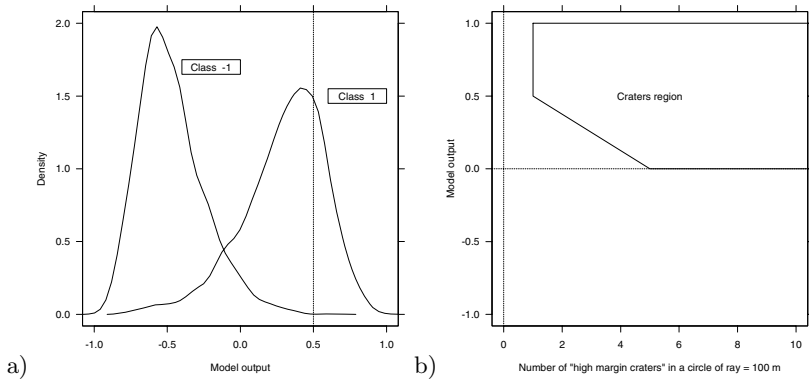 2.0
1.5
1.0
0.5
0.0
Density
Class -1
Class 1
-1.0 -0.5 0.0 0.5 1.0
Model output
a)
1.0
0.5
0.0
-0.5
-1.0
Model output
Craters region
0 2 4 6 8 10
Number of "high margin craters" in a circle of ray = 100 m
b)